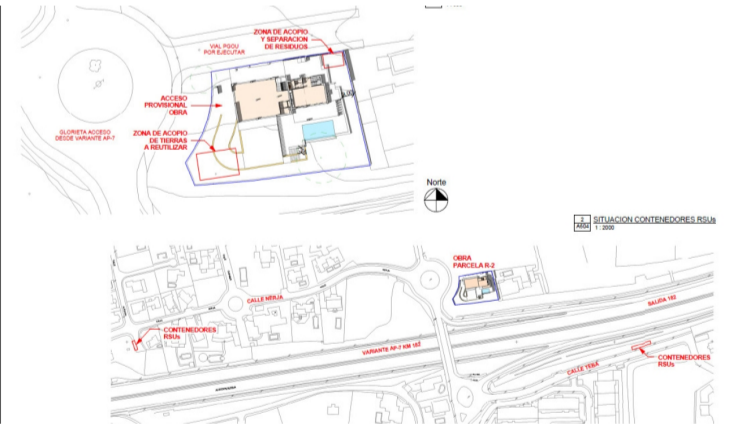 ZONA DE ACOPIO
Y SEPARACION
DE RESIDUOS
VIAL PGOU
POR EJECUTAR
ACCESO
PROVISIONAL
OBRA
GLORIETA ACCESO
DESDE VARIANTE AP-7
ZONA DE ACOPIO
DE TIERRAS
A REUTILIZAR
Norte
2
A604
SITUACION CONTENEDORES RSUs
1 : 2000
OBRA
PARCELA R-2
CALLE NERJA
SALIDA 182
CONTENEDORES
RSUs
VARIANTE AP-7 KM 182
CALLE YEBÁ
CONTENEDORES
RSUs